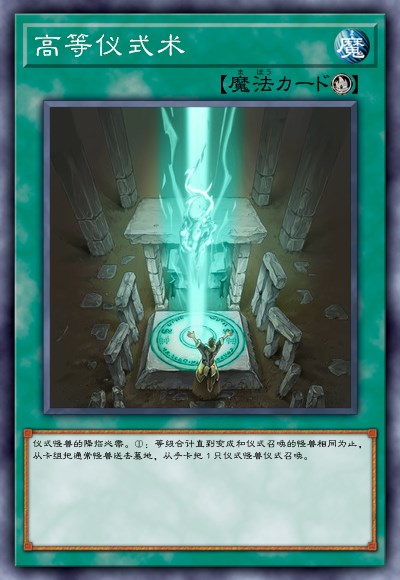 高等仪式术
魔
【魔法カード】
まほう
仪式怪兽的降临必需。①：等级合计直到变成和仪式召唤的怪兽相同为止，
从卡组把通常怪兽送去墓地，从手卡把1只仪式怪兽仪式召唤。